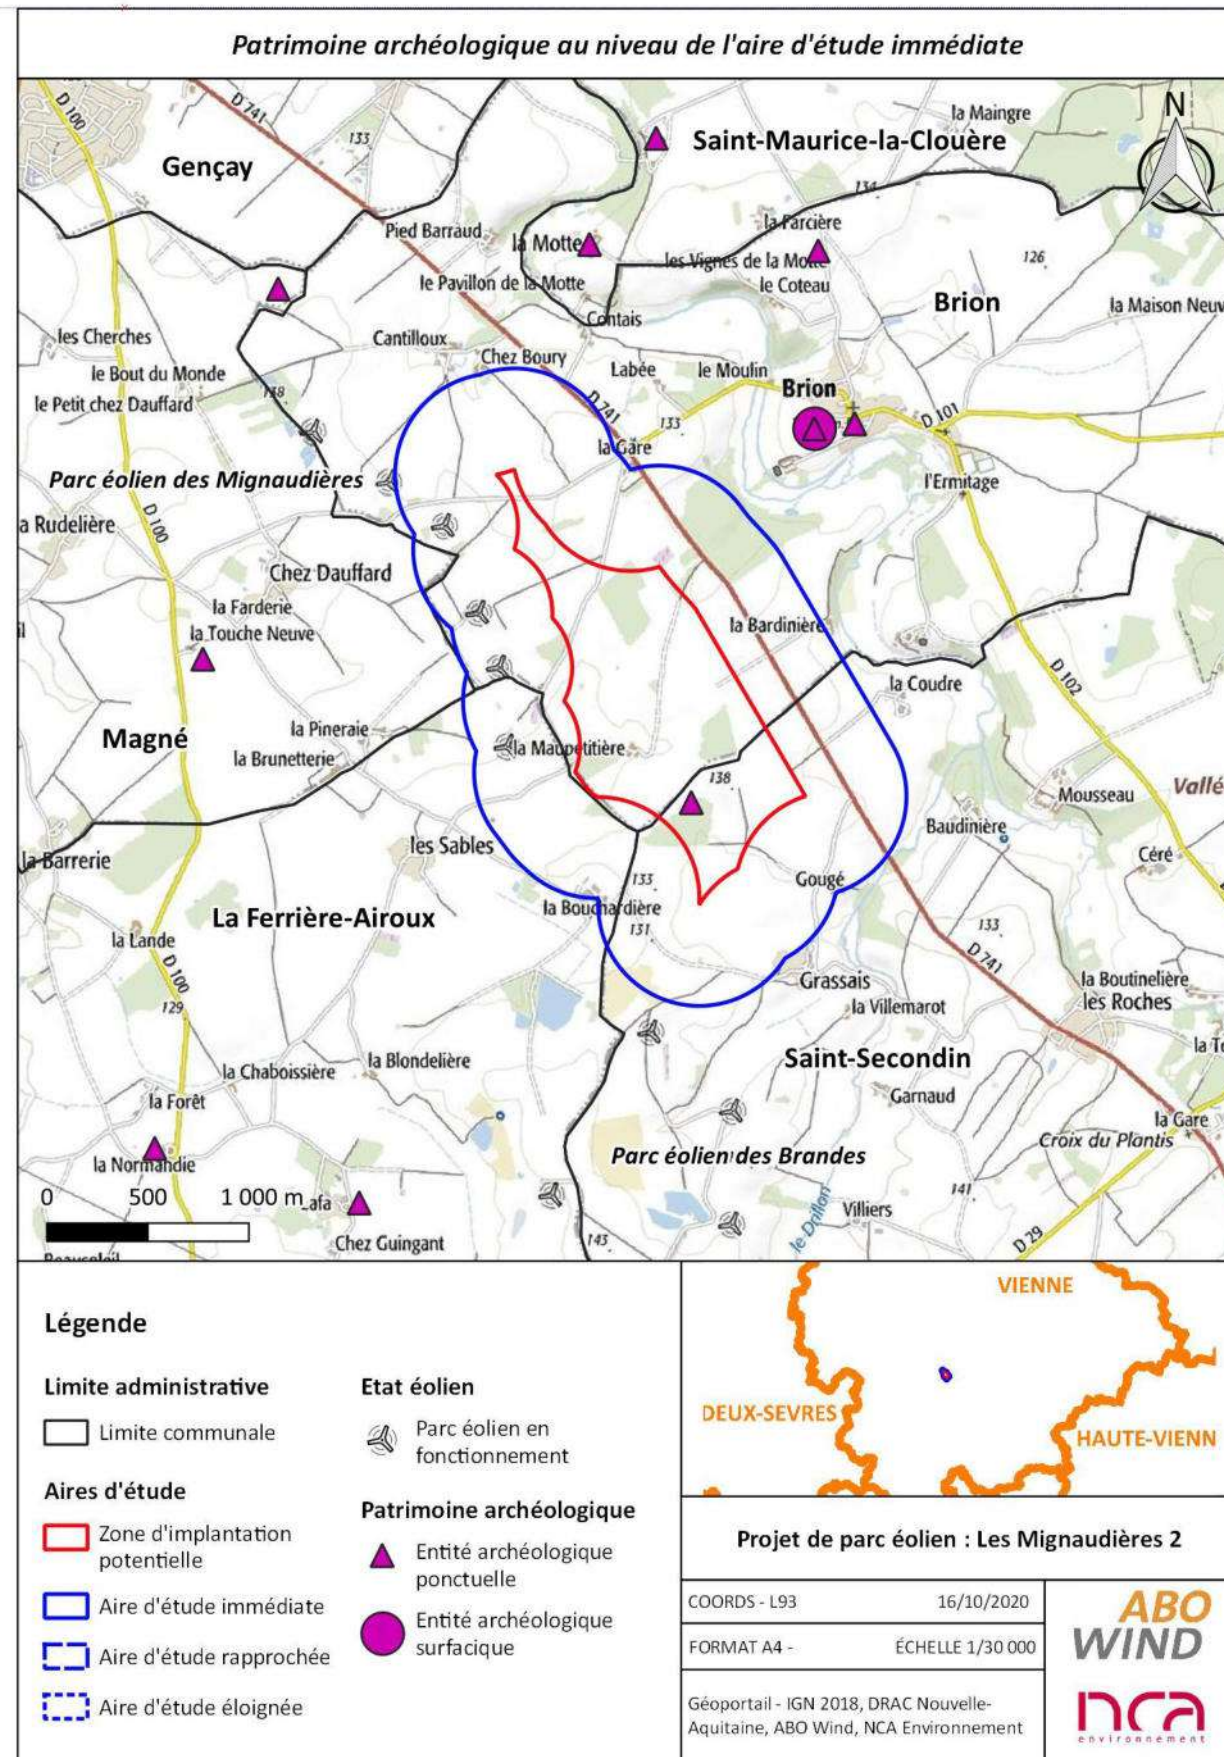 Patrimoine archéologique au niveau de l'aire d'étude immédiate
D 100
D 741
133
Gençay
la Maingre
N
Saint-Maurice-la-Clouère
134
Pied Barraud
la Motte
la Farcière
les Vignes de la Motte
126
le Pavillon de la Motte
le Coteau
Brion
la Maison Neuv
Contais
les Cherches
Cantilloux
Chez Boury
Labée
le Moulin
le Bout du Monde
138
Brion
le Petit chez Dauffard
D 741
133
D 101
la Gare
Parc éolien des Mignaudières
l'Ermitage
a Rudelière
D 100
Chez Dauffard
la Farderie
il
la Touche Neuve
la Bardinière
D 102
la Coudre
Magné
la Pineraie
la Brunetterie
la Maupetitière
138
Mousseau
Vallé
Baudinière
les Sables
la Barrerie
Céré
133
Gougé
la Bouchardière
La Ferrière-Airoux
131
133
la Lande
D 741
D 100
Grassais
la Boutinelière
129
la Villemarot
les Roches
la Te
la Blondelière
Saint-Secondin
la Chaboissière
Garnaud
la Forêt
la Gare
Croix du Plantis
Parc éolien des Brandes
la Normandie
141
0 500 1 000 m
afa
Villiers
le Drillon
Chez Guingant
143
D 29
Beausoleil
Légende
Limite administrative
Limite communale
Aires d'étude
Zone d'implantation
potentielle
Aire d'étude immédiate
Aire d'étude rapprochée
Aire d'étude éloignée
Etat éolien
Parc éolien en
fonctionnement
Patrimoine archéologique
Entité archéologique
ponctuelle
Entité archéologique
surfacique
VIENNE
DEUX-SEVRES
HAUTE-VIENN
Projet de parc éolien : Les Mignaudières 2
COORDS - L93 16/10/2020
FORMAT A4 - ÉCHELLE 1/30 000
Géoportail - IGN 2018, DRAC Nouvelle-
Aquitaine, ABO Wind, NCA Environnement
ABO
WIND
nca
environnement